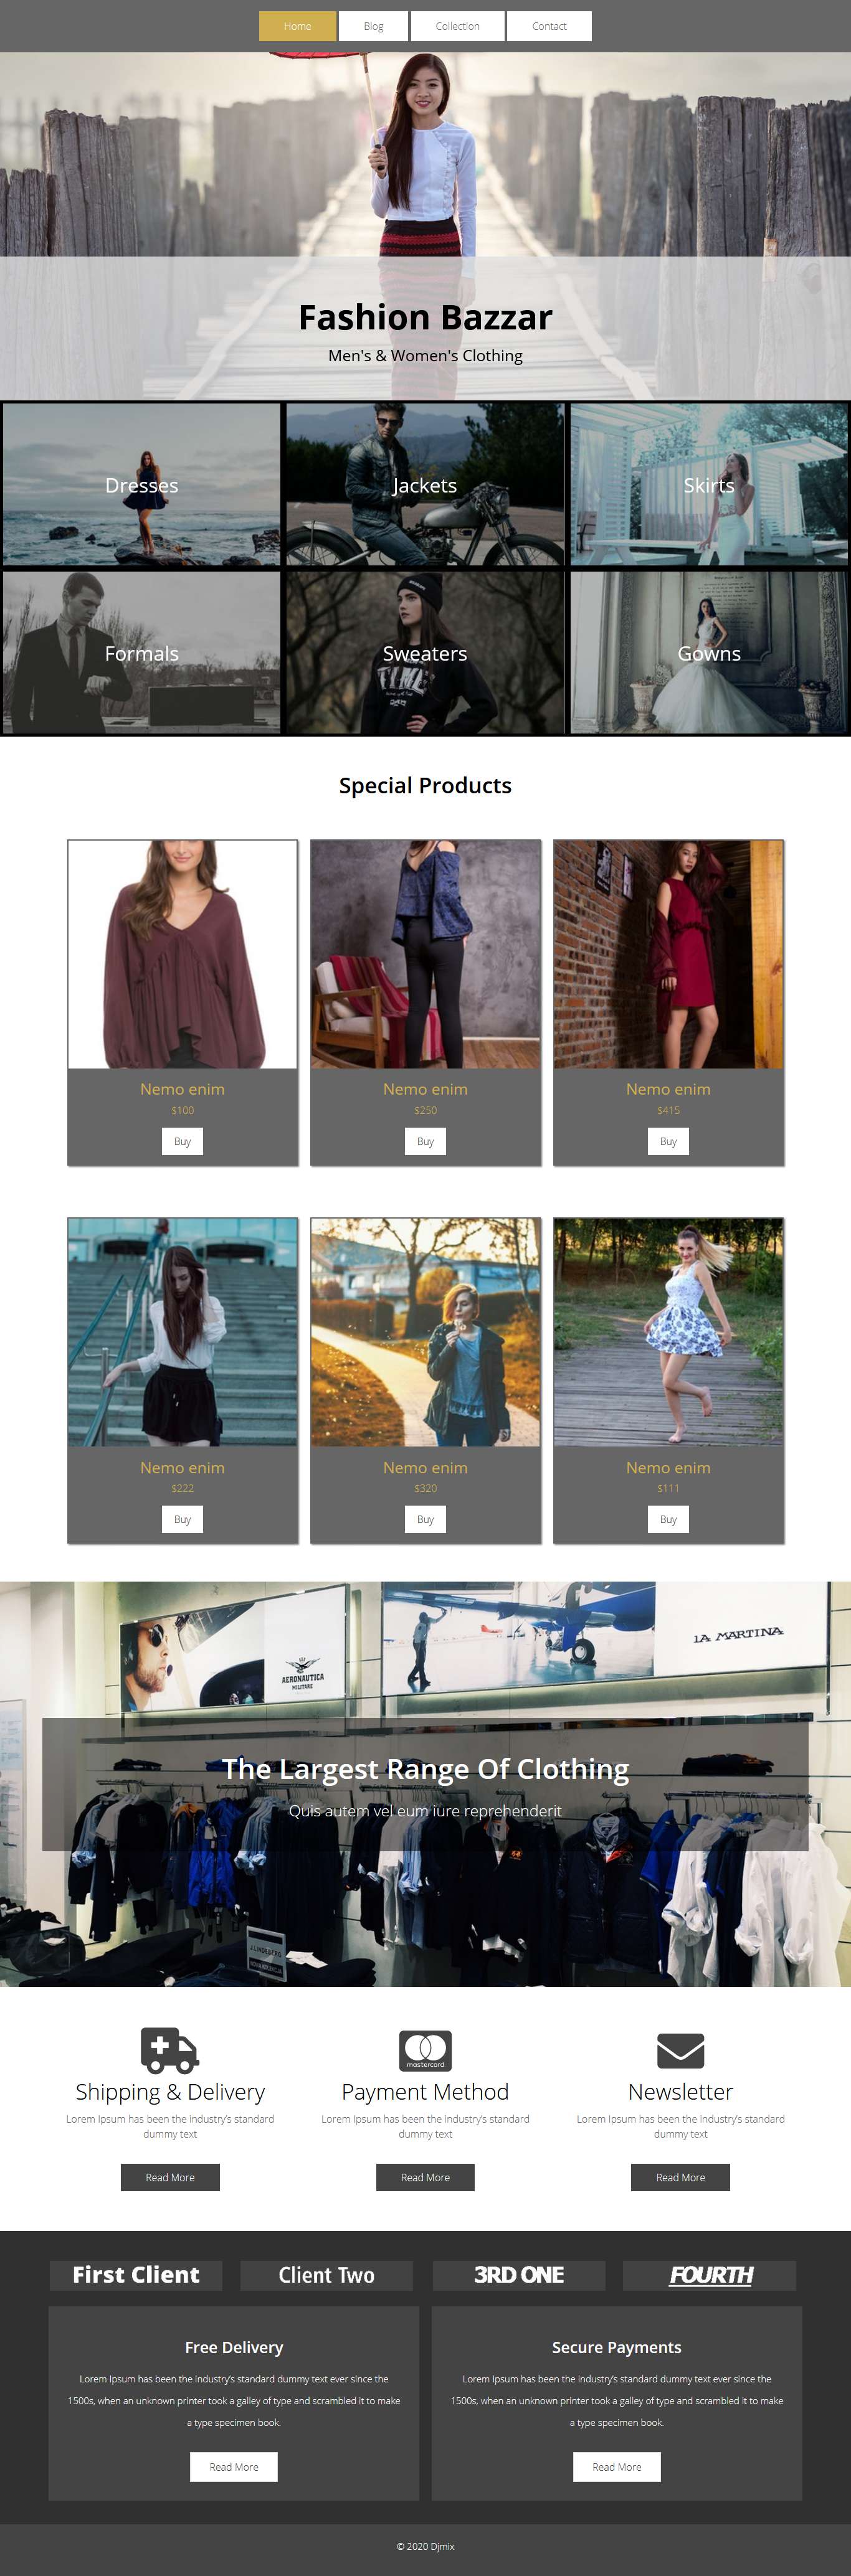 Home
Blog
Collection
Contact
Fashion Bazzar
Men's & Women's Clothing
Dresses
Jackets
Skirts
Formals
Sweaters
Gowns
Special Products
Nemo enim
$100
Buy
Nemo enim
$250
Buy
Nemo enim
$415
Buy
Nemo enim
$222
Buy
Nemo enim
$320
Buy
Nemo enim
$111
Buy
AERONAUTICA
MILITARE
LA MARTINA
The Largest Range Of Clothing
Quis autem vel eum iure reprehenderit
J.LINDEBERG
mastercard
Shipping & Delivery
Lorem Ipsum has been the industry's standard
dummy text
Read More
Payment Method
Lorem Ipsum has been the industry's standard
dummy text
Read More
Newsletter
Lorem Ipsum has been the industry's standard
dummy text
Read More
First Client
Client Two
3RD ONE
FOURTH
Free Delivery
Lorem Ipsum has been the industry's standard dummy text ever since the
1500s, when an unknown printer took a galley of type and scrambled it to make
a type specimen book.
Read More
Secure Payments
Lorem Ipsum has been the industry's standard dummy text ever since the
1500s, when an unknown printer took a galley of type and scrambled it to make
a type specimen book.
Read More
© 2020 Djmix